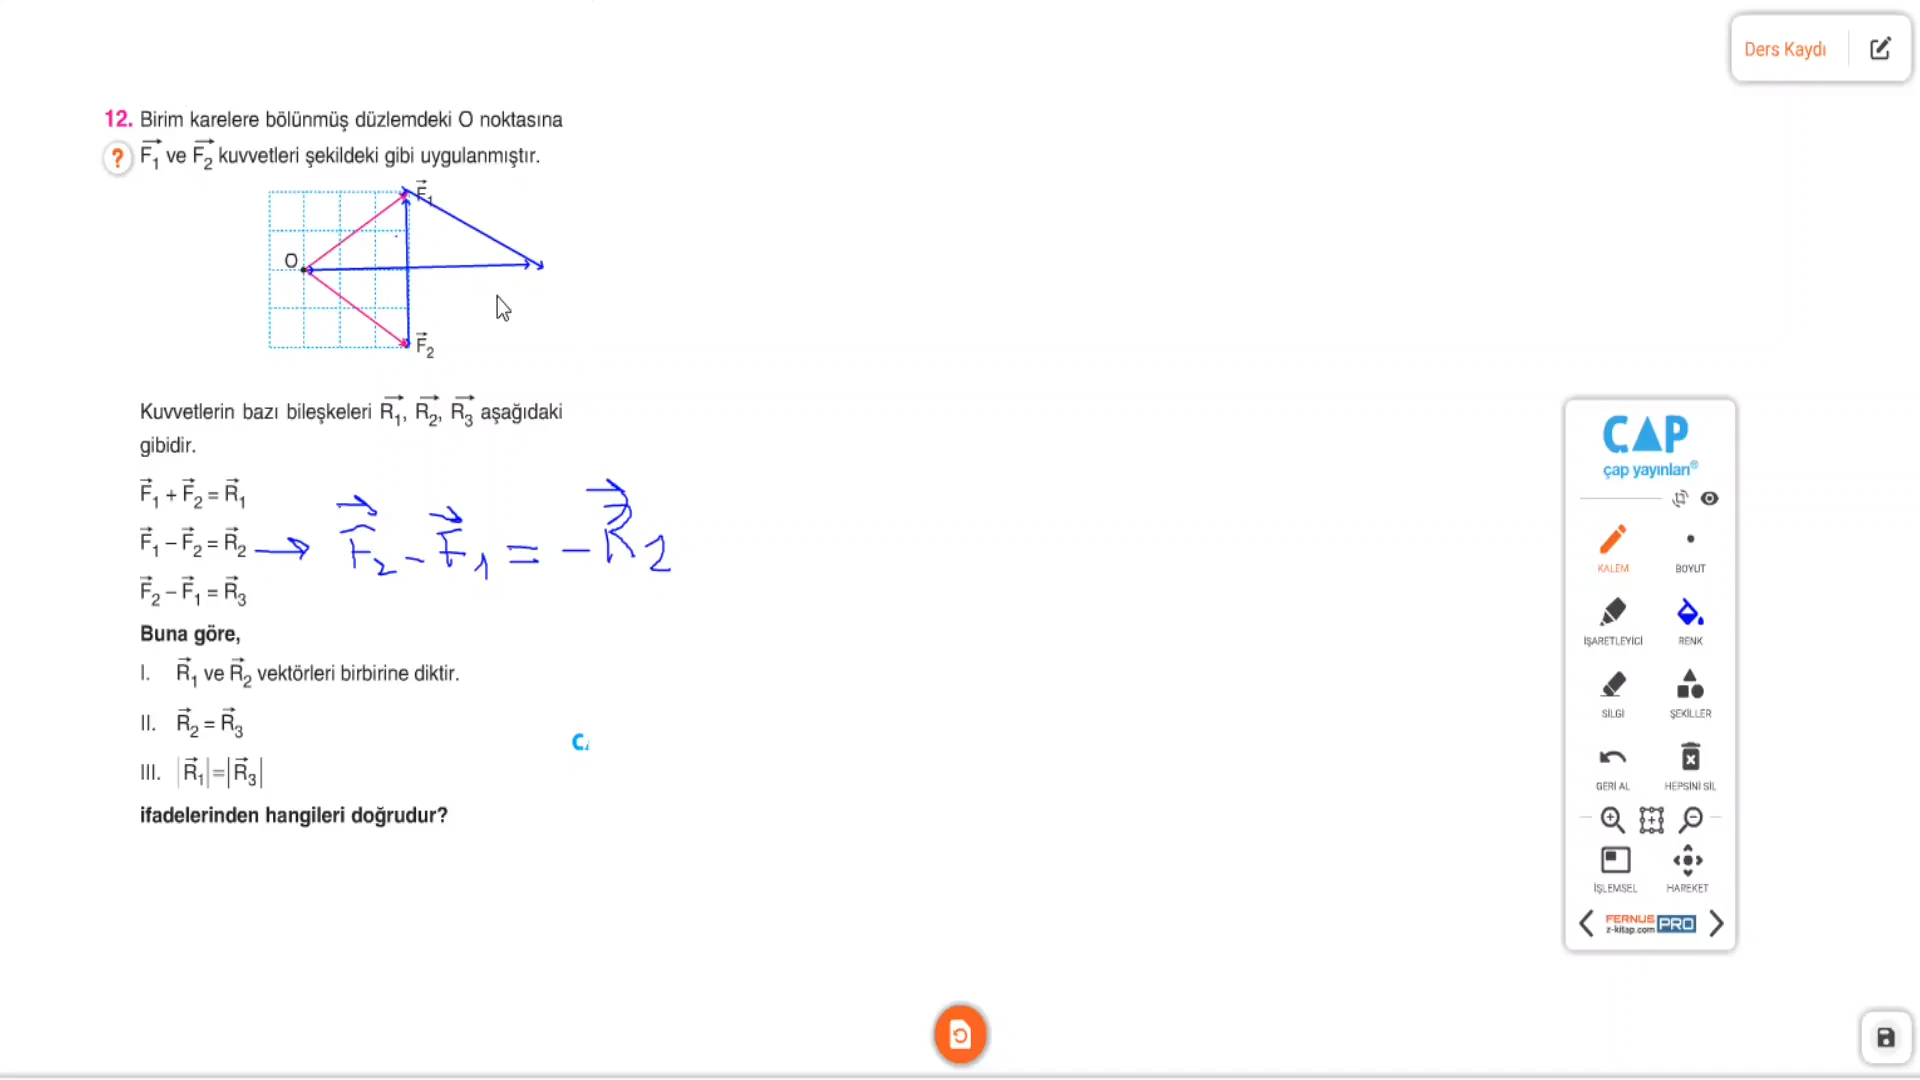 Ders Kaydı
12. Birim karelere bölünmüş düzlemdeki O noktasına
? F₁ ve F₂ kuvvetleri şekildeki gibi uygulanmıştır.
F₁
O
F₂
Kuvvetlerin bazı bileşkeleri R₁, R₂, R₃ aşağıdaki
gibidir.
F₁ + F₂ = R₁
F₁ – F₂ = R₂ → F₂ - F₁ = -R₂
F₂ – F₁ = R₃
Buna göre,
I. R₁ ve R₂ vektörleri birbirine diktir.
II. R₂ = R₃
III. |R₁|=|R₃|
ifadelerinden hangileri doğrudur?
CAP
çap yayınları®
KALEM BOYUT
İŞARETLEYİCİ RENK
SİLGİ ŞEKİLLER
GERİ AL HEPSİNİ SİL
İŞLEMSEL HAREKET
FERNUS PRO
z-kitap.com